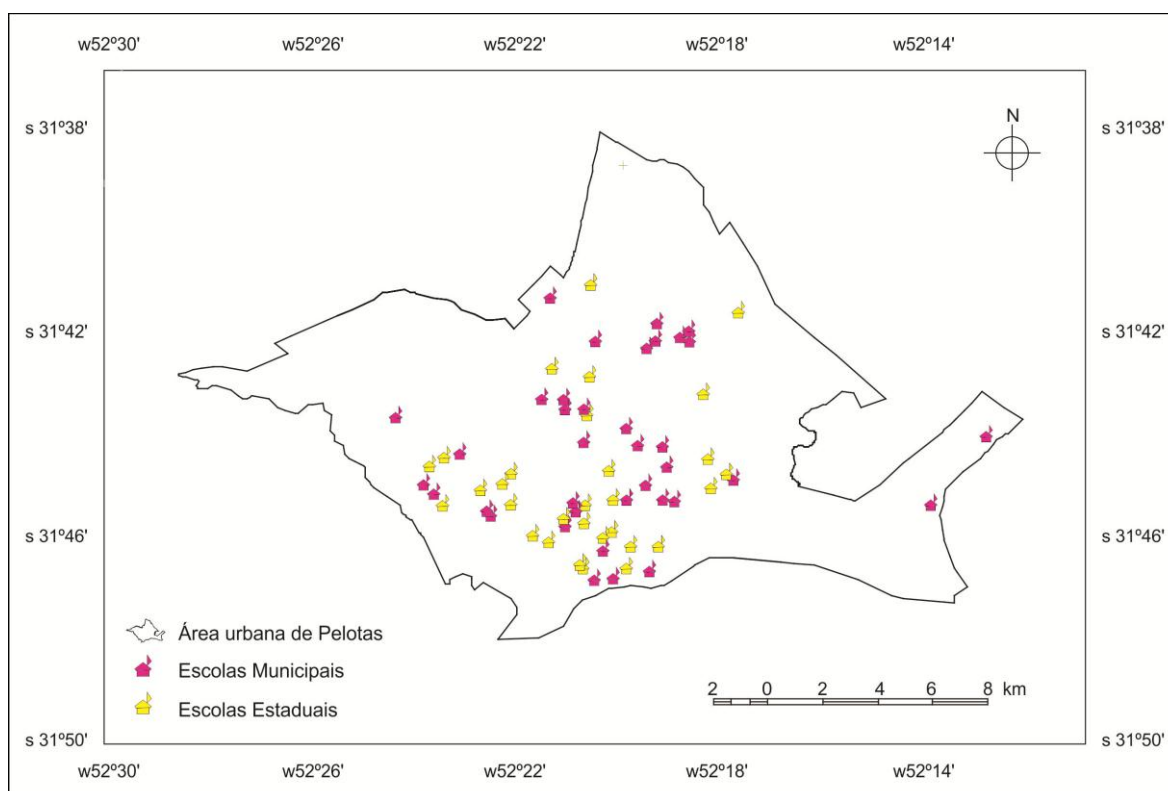 w52º30' w52º26' w52º22' w52º18' w52º14'
N
s 31º38' s 31º38'
s 31º42' s 31º42'
s 31º46' s 31º46'
Área urbana de Pelotas
Escolas Municipais
2 0 2 4 6 8 km
Escolas Estaduais
s 31º50' s 31º50'
w52º30' w52º26' w52º22' w52º18' w52º14'